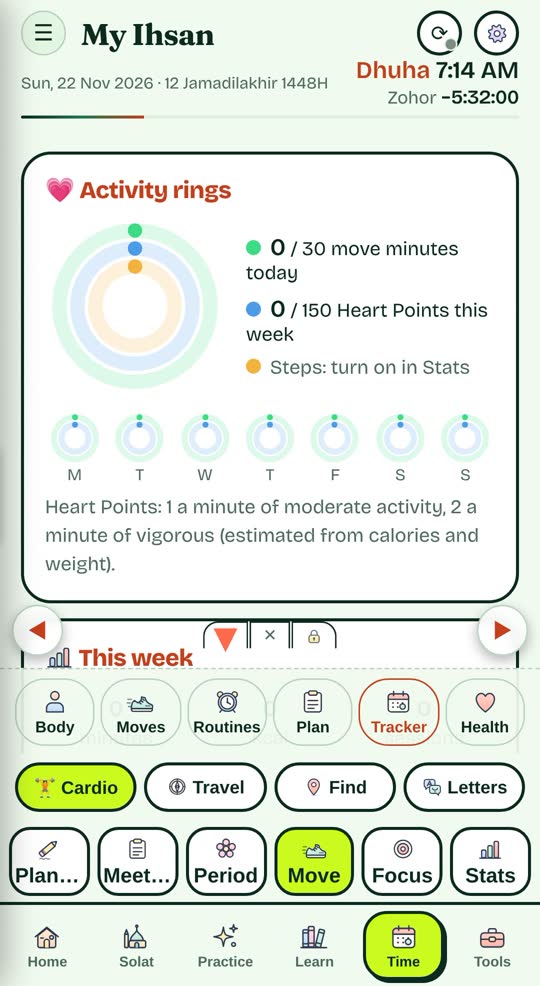 My Ihsan
Sun, 22 Nov 2026 · 12 Jamadilakhir 1448H
Dhuha 7:14 AM
Zohor −5:32:00
Activity rings
0 / 30 move minutes
today
0 / 150 Heart Points this
week
Steps: turn on in Stats
M T W T F S S
Heart Points: 1 a minute of moderate activity, 2 a
minute of vigorous (estimated from calories and
weight).
This week
Body Moves Routines Plan Tracker Health
Cardio Travel Find Letters
Plan… Meet… Period Move Focus Stats
Home Solat Practice Learn Time Tools